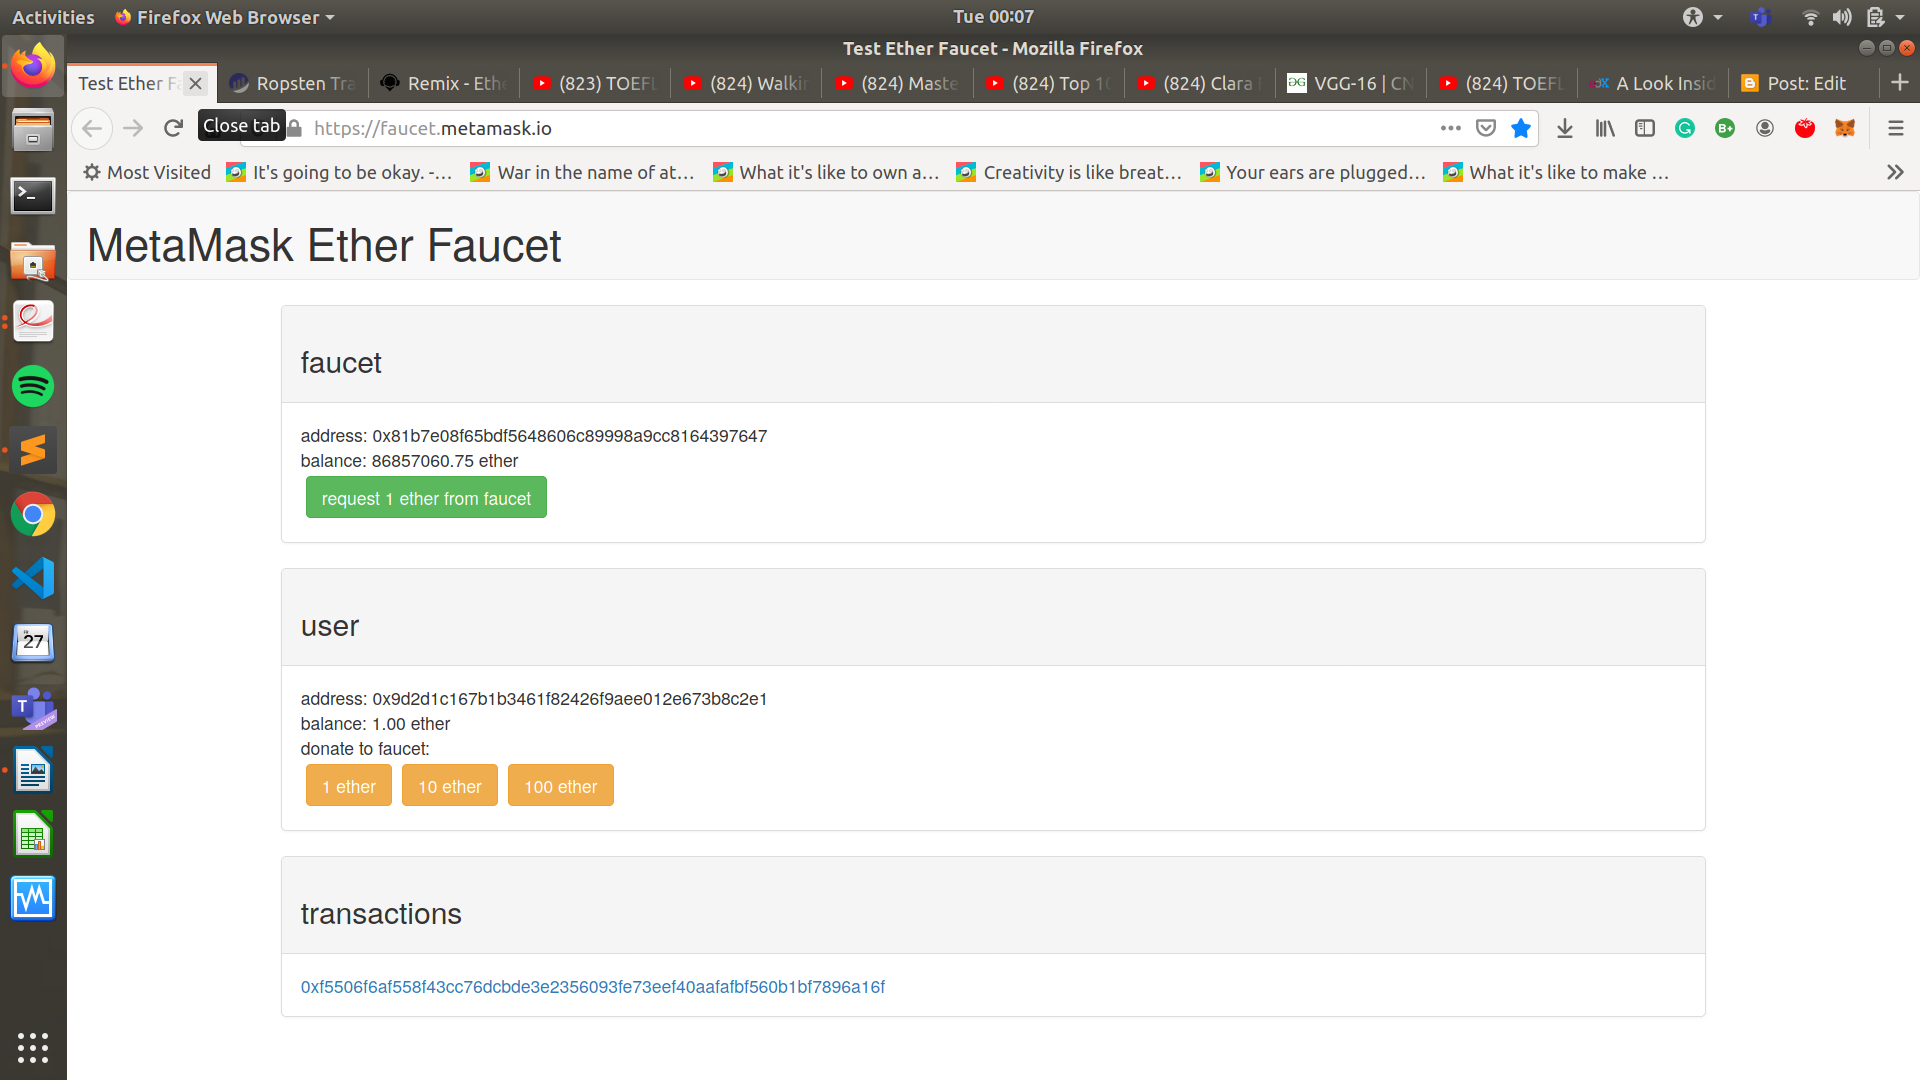 Activities
Firefox Web Browser
Tue 00:07
Test Ether Faucet - Mozilla Firefox
Test Ether Fa
Ropsten Tra
Remix - Ethe
(823) TOEFL
(824) Walkin
(824) Maste
(824) Top 10
(824) Clara
VGG-16 | CN
(824) TOEFL
A Look Insid
Post: Edit
Close tab
https://faucet.metamask.io
Most Visited
It's going to be okay. -...
War in the name of at...
What it's like to own a...
Creativity is like breat...
Your ears are plugged...
What it's like to make ...
MetaMask Ether Faucet
faucet
address: 0x81b7e08f65bdf5648606c89998a9cc8164397647
balance: 86857060.75 ether
request 1 ether from faucet
user
address: 0x9d2d1c167b1b3461f82426f9aee012e673b8c2e1
balance: 1.00 ether
donate to faucet:
1 ether
10 ether
100 ether
transactions
0xf5506f6af558f43cc76dcbde3e2356093fe73eef40aafafbf560b1bf7896a16f
27